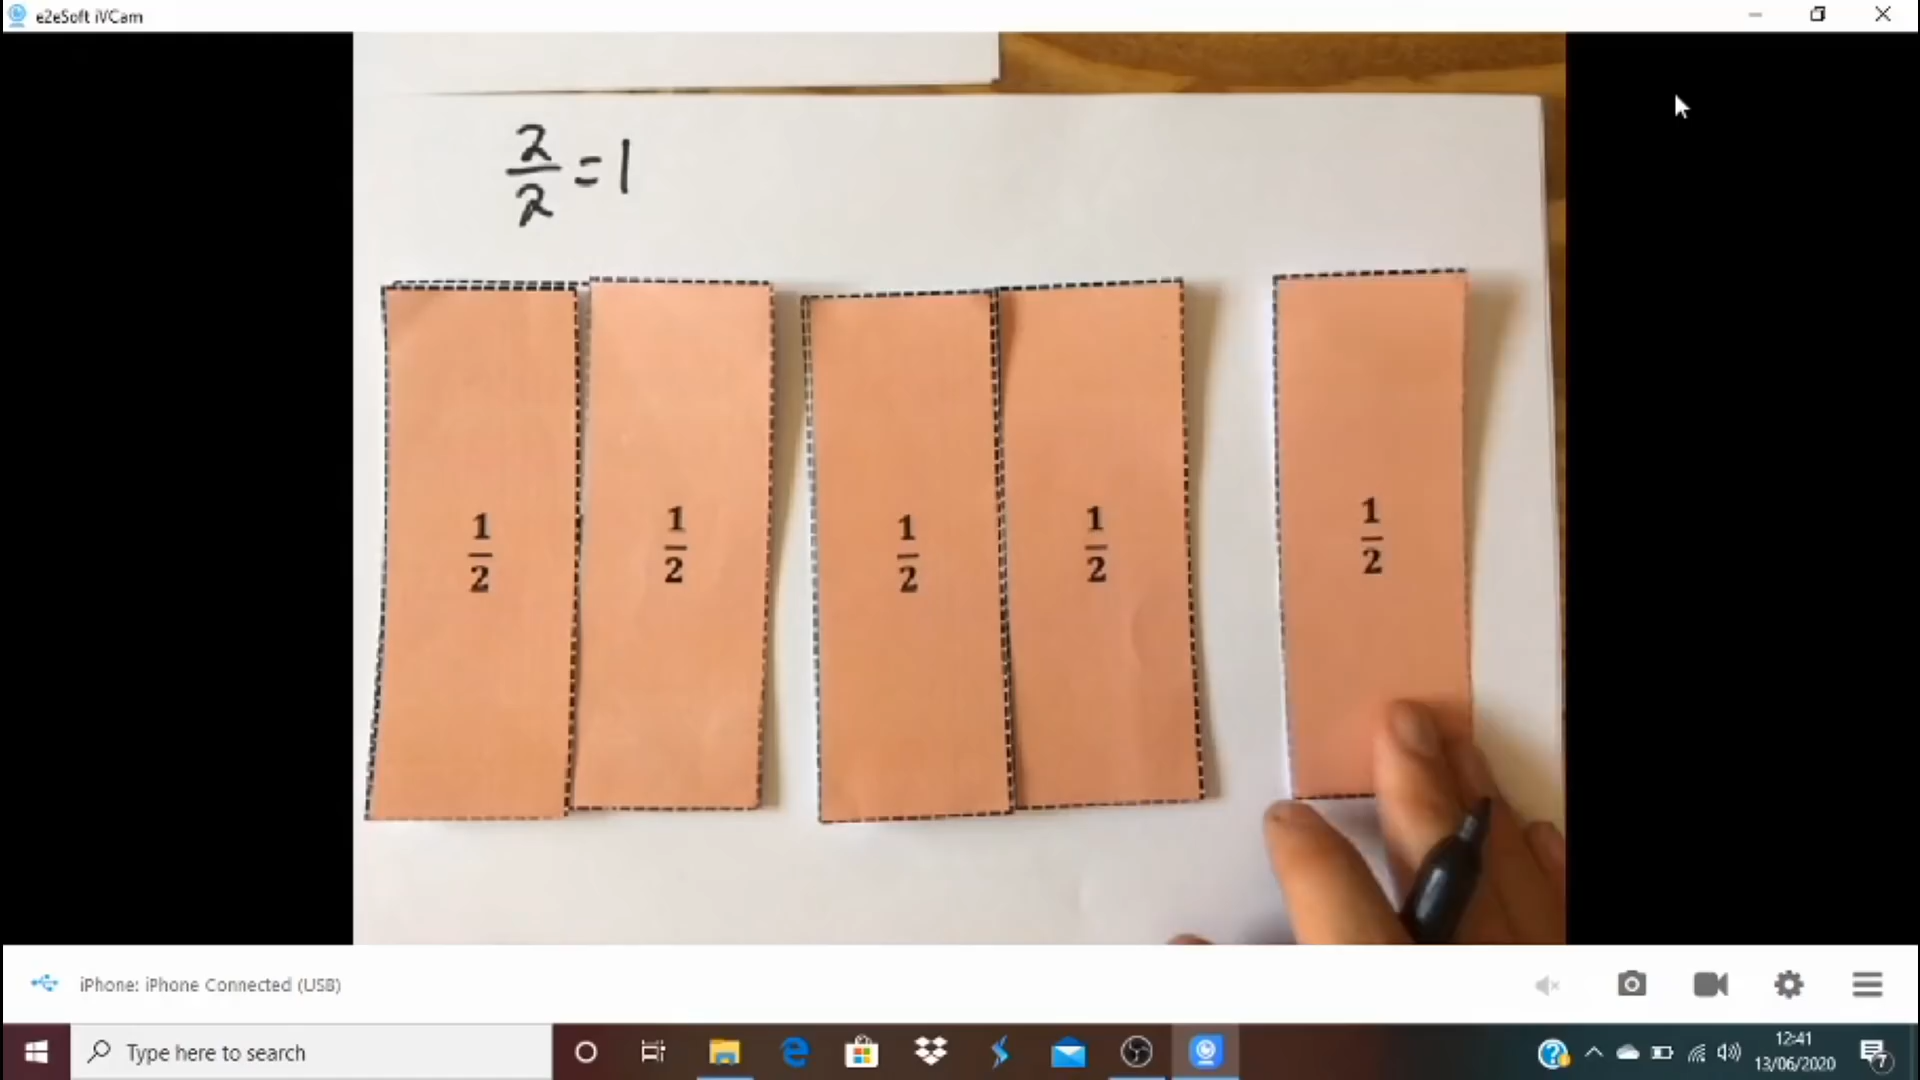 e2eSoft iVCam
2/2 = 1
1/2 1/2 1/2 1/2 1/2
iPhone: iPhone Connected (USB)
Type here to search
12:41
13/06/2020
7